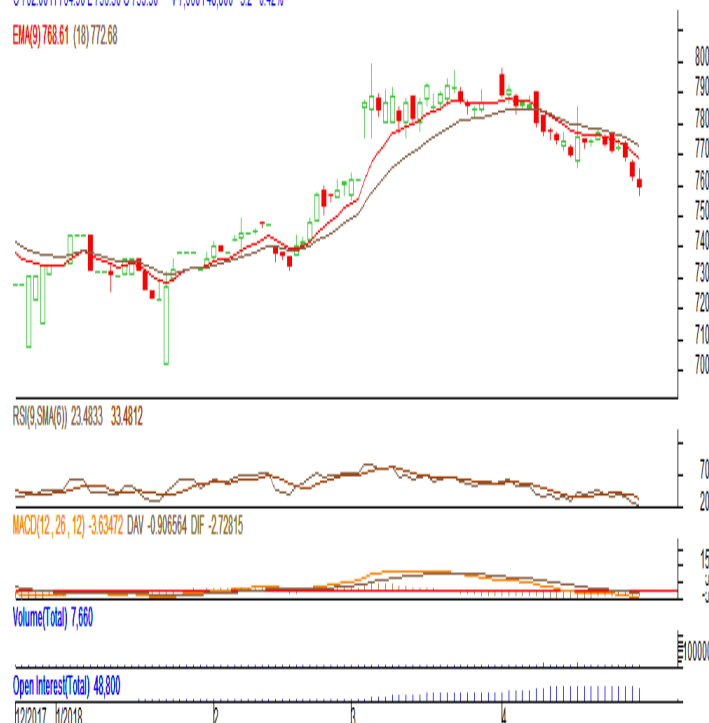 EMA(9) 768.61 (18) 772.68
800
790
780
770
760
750
740
730
720
710
700
RSI(9,SMA(6)) 23.4833 33.4812
70
20
MACD(12 , 26 , 12) -3.63472 DAV -0.906564 DIF -2.72815
15
Volume(Total) 7,660
Open Interest(Total) 48,800
12/2017 1/2018 2 3 4